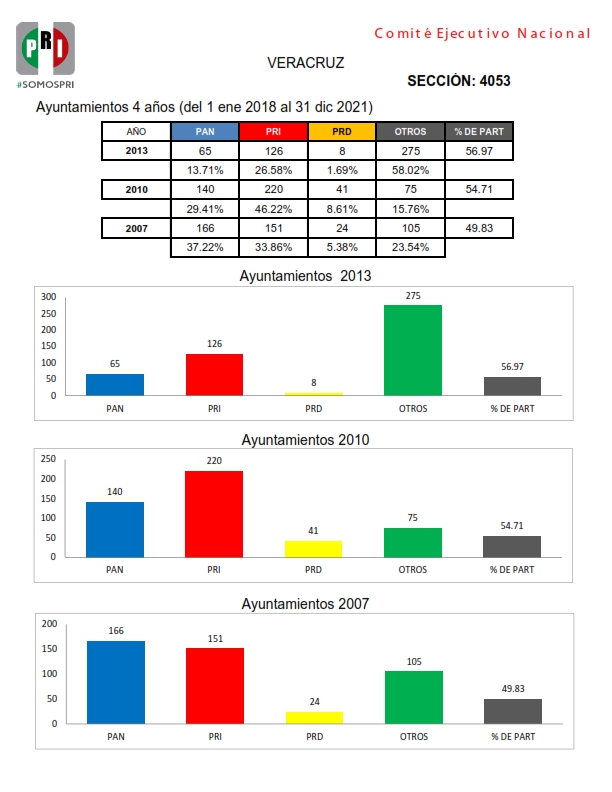 Comité Ejecutivo Nacional
PRI
#SOMOSPRI
VERACRUZ
SECCIÓN: 4053
Ayuntamientos 4 años (del 1 ene 2018 al 31 dic 2021)
AÑO PAN PRI PRD OTROS % DE PART
2013 65 126 8 275 56.97
13.71% 26.58% 1.69% 58.02%
2010 140 220 41 75 54.71
29.41% 46.22% 8.61% 15.76%
2007 166 151 24 105 49.83
37.22% 33.86% 5.38% 23.54%
Ayuntamientos 2013
300
250
200
150
100
50
0
65 126 8 275 56.97
PAN PRI PRD OTROS % DE PART
Ayuntamientos 2010
250
200
150
100
50
0
140 220 41 75 54.71
PAN PRI PRD OTROS % DE PART
Ayuntamientos 2007
200
150
100
50
0
166 151 24 105 49.83
PAN PRI PRD OTROS % DE PART